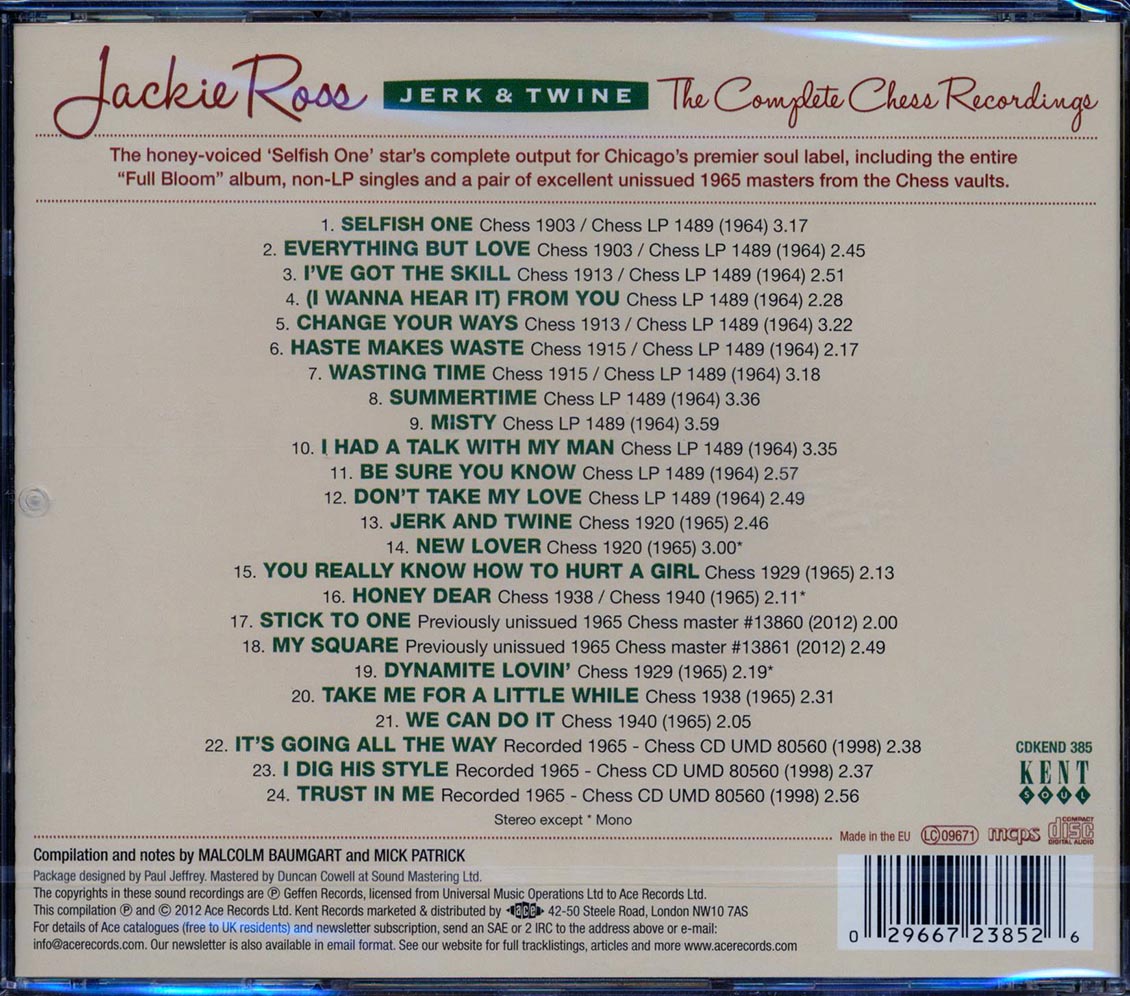 Jackie Ross JERK & TWINE The Complete Chess Recordings
The honey-voiced ‘Selfish One’ star’s complete output for Chicago’s premier soul label, including the entire
“Full Bloom” album, non-LP singles and a pair of excellent unissued 1965 masters from the Chess vaults.
1. SELFISH ONE Chess 1903 / Chess LP 1489 (1964) 3.17
2. EVERYTHING BUT LOVE Chess 1903 / Chess LP 1489 (1964) 2.45
3. I’VE GOT THE SKILL Chess 1913 / Chess LP 1489 (1964) 2.51
4. (I WANNA HEAR IT) FROM YOU Chess LP 1489 (1964) 2.28
5. CHANGE YOUR WAYS Chess 1913 / Chess LP 1489 (1964) 3.22
6. HASTE MAKES WASTE Chess 1915 / Chess LP 1489 (1964) 2.17
7. WASTING TIME Chess 1915 / Chess LP 1489 (1964) 3.18
8. SUMMERTIME Chess LP 1489 (1964) 3.36
9. MISTY Chess LP 1489 (1964) 3.59
10. I HAD A TALK WITH MY MAN Chess LP 1489 (1964) 3.35
11. BE SURE YOU KNOW Chess LP 1489 (1964) 2.57
12. DON’T TAKE MY LOVE Chess LP 1489 (1964) 2.49
13. JERK AND TWINE Chess 1920 (1965) 2.46
14. NEW LOVER Chess 1920 (1965) 3.00*
15. YOU REALLY KNOW HOW TO HURT A GIRL Chess 1929 (1965) 2.13
16. HONEY DEAR Chess 1938 / Chess 1940 (1965) 2.11*
17. STICK TO ONE Previously unissued 1965 Chess master #13860 (2012) 2.00
18. MY SQUARE Previously unissued 1965 Chess master #13861 (2012) 2.49
19. DYNAMITE LOVIN’ Chess 1929 (1965) 2.19*
20. TAKE ME FOR A LITTLE WHILE Chess 1938 (1965) 2.31
21. WE CAN DO IT Chess 1940 (1965) 2.05
22. IT’S GOING ALL THE WAY Recorded 1965 - Chess CD UMD 80560 (1998) 2.38
23. I DIG HIS STYLE Recorded 1965 - Chess CD UMD 80560 (1998) 2.37
24. TRUST IN ME Recorded 1965 - Chess CD UMD 80560 (1998) 2.56
Stereo except * Mono
CDKEND 385
KENT
SOUL
Made in the EU LC09671 mcps COMPACT disc DIGITAL AUDIO
Compilation and notes by MALCOLM BAUMGART and MICK PATRICK
Package designed by Paul Jeffrey. Mastered by Duncan Cowell at Sound Mastering Ltd.
The copyrights in these sound recordings are ℗ Geffen Records, licensed from Universal Music Operations Ltd to Ace Records Ltd.
This compilation ℗ and © 2012 Ace Records Ltd. Kent Records marketed & distributed by ace 42-50 Steele Road, London NW10 7AS
For details of Ace catalogues (free to UK residents) and newsletter subscription, send an SAE or 2 IRC to the address above or e-mail:
info@acerecords.com. Our newsletter is also available in email format. See our website for full tracklistings, articles and more www.acerecords.com
0 29667 23852 6